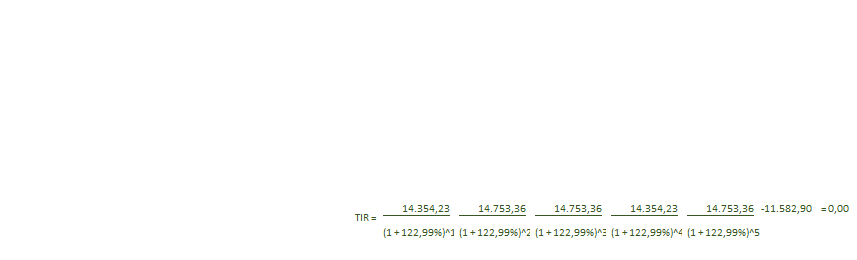 14.354,23 14.753,36 14.753,36 14.354,23 14.753,36 -11.582,90 =0,00
TIR =
(1+122,99%)^1 (1+122,99%)^2 (1+122,99%)^3 (1+122,99%)^4 (1+122,99%)^5